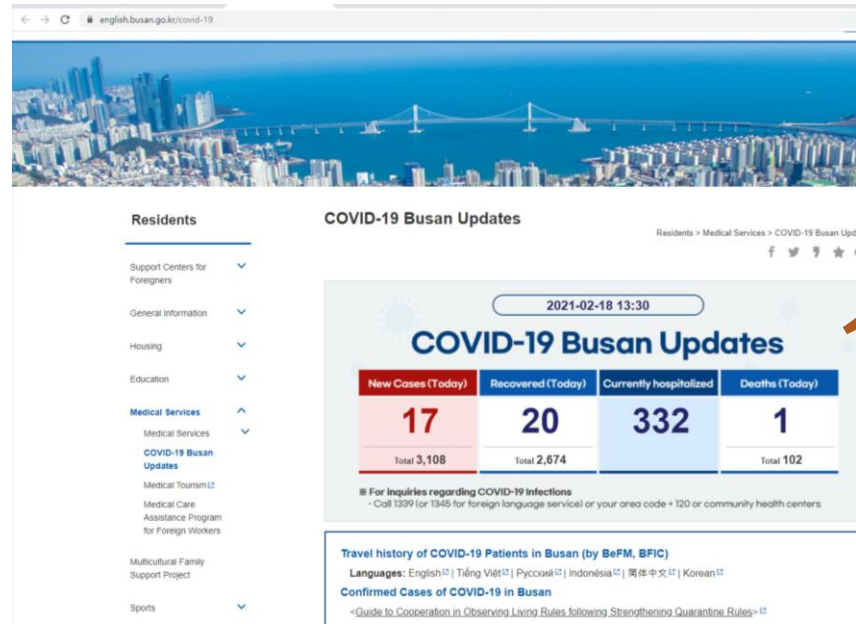 english.busan.go.kr/covid-19
Residents
Support Centers for
Foreigners
General Information
Housing
Education
Medical Services
Medical Services
COVID-19 Busan
Updates
Medical Tourism
Medical Care
Assistance Program
for Foreign Workers
Multicultural Family
Support Project
Sports
COVID-19 Busan Updates
Residents > Medical Services > COVID-19 Busan Upd
2021-02-18 13:30
COVID-19 Busan Updates
New Cases (Today) Recovered (Today) Currently hospitalized Deaths (Today)
17 20 332 1
Total 3,108 Total 2,674 Total 102
※ For inquiries regarding COVID-19 Infections
- Call 1339 (or 1345 for foreign language service) or your area code + 120 or community health centers
Travel history of COVID-19 Patients in Busan (by BeFM, BFIC)
Languages: English | Tiếng Việt | Русский | Indonésia | 简体中文 | Korean
Confirmed Cases of COVID-19 in Busan
<Guide to Cooperation in Observing Living Rules following Strengthening Quarantine Rules>